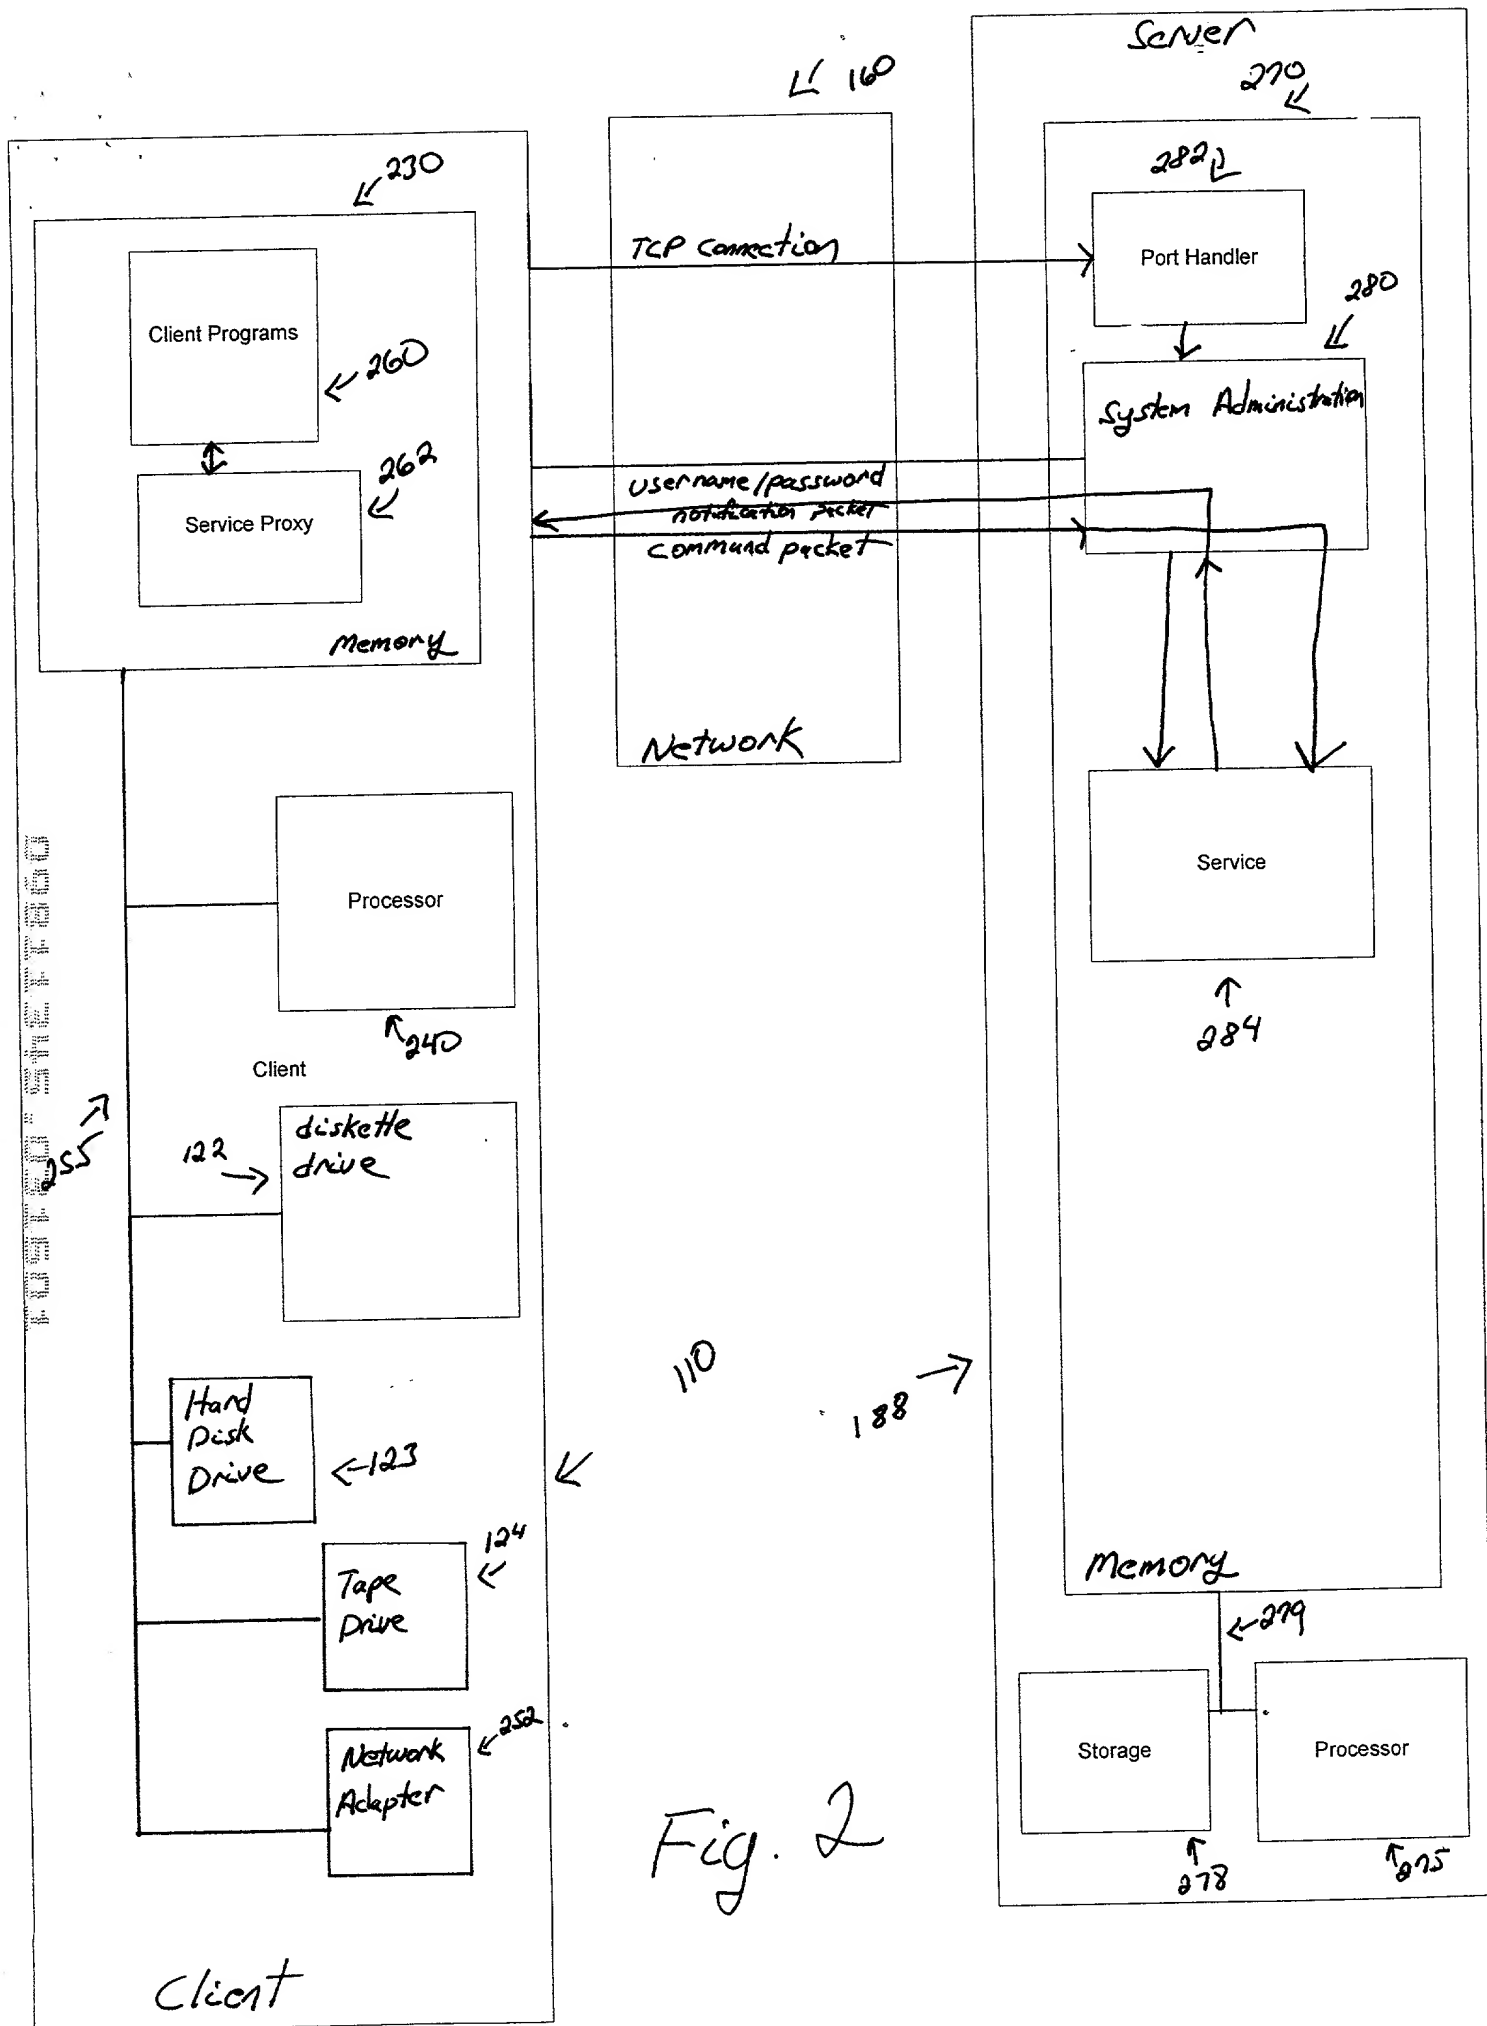 Server
160
270
230
282
TCP connection
Port Handler
280
Client Programs
260
System Administration
262
username/password
Service Proxy
notification packet
command packet
Memory
Network
Service
Processor
284
240
Client
255
diskette
drive
122
110
188
Hand
Disk
Drive
123
124
Tape
Drive
Memory
279
252
Network
Adapter
Storage
Processor
Fig. 2
278
275
Client